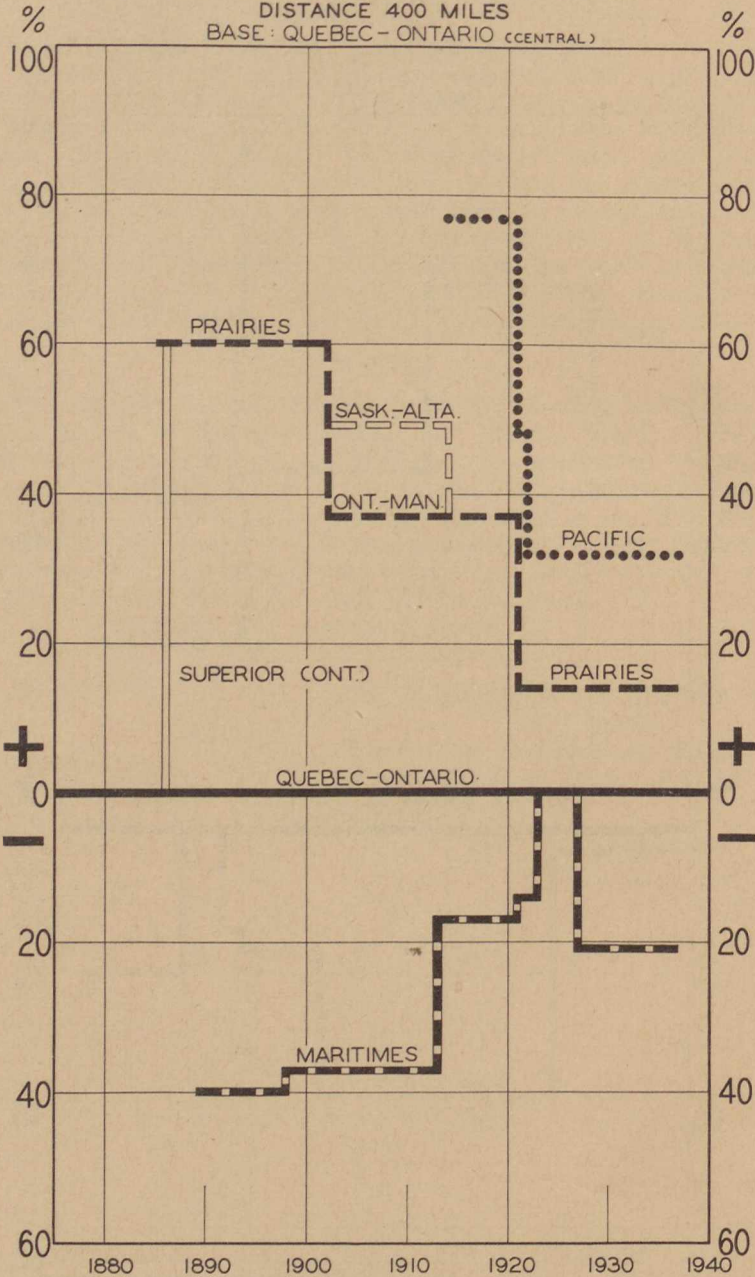 DISTANCE 400 MILES
% BASE: QUEBEC-ONTARIO (CENTRAL) %
100 100
80 80
PRAIRIES
60 60
SASK.-ALTA.
ONT.-MAN.
40 40
PACIFIC
20 20
SUPERIOR (ONT.) PRAIRIES
+ +
QUEBEC-ONTARIO
0 0
- -
20 20
MARITIMES
40 40
60 60
1880 1890 1900 1910 1920 1930 1940